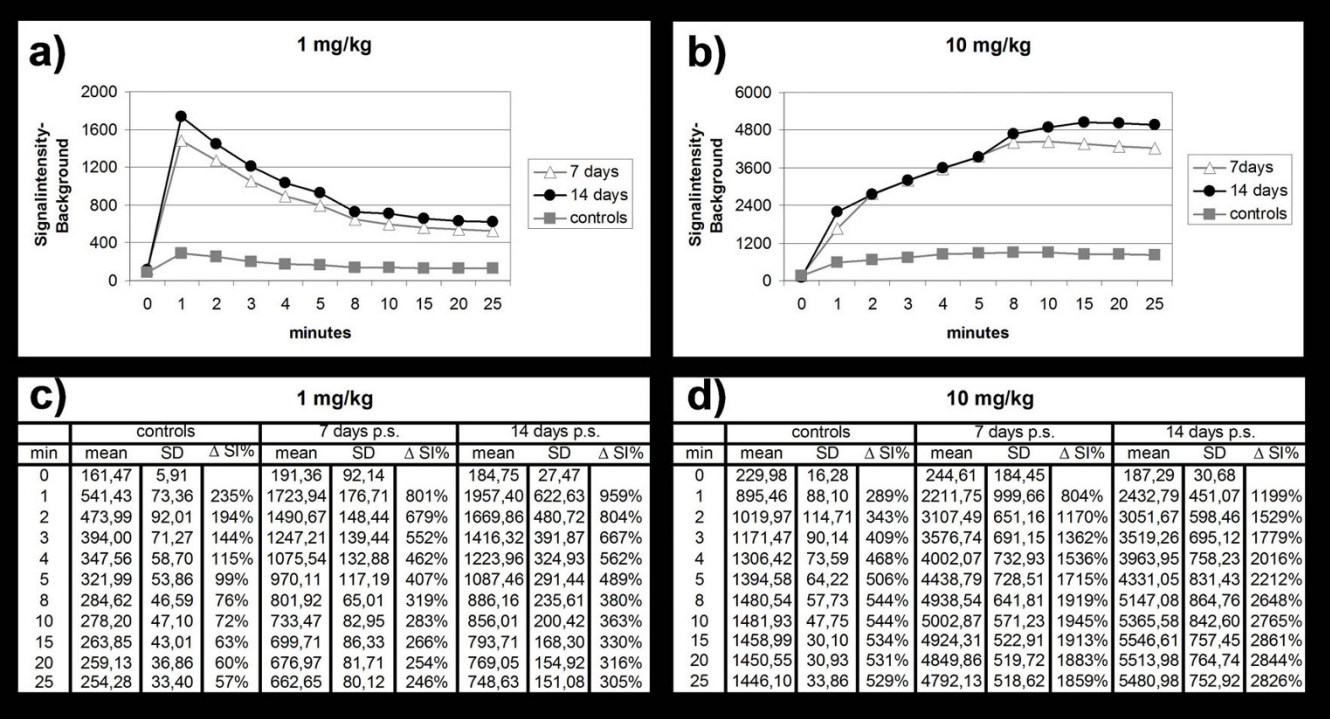 a) 1 mg/kg
Signalintensity-
Background
2000
1600
1200
800
400
0
0 1 2 3 4 5 8 10 15 20 25
minutes
7 days
14 days
controls
b) 10 mg/kg
Signalintensity-
Background
6000
4800
3600
2400
1200
0
0 1 2 3 4 5 8 10 15 20 25
minutes
7days
14 days
controls
c) 1 mg/kg
controls 7 days p.s. 14 days p.s.
min mean SD Δ SI% mean SD Δ SI% mean SD Δ SI%
0 161,47 5,91 191,36 92,14 184,75 27,47
1 541,43 73,36 235% 1723,94 176,71 801% 1957,40 622,63 959%
2 473,99 92,01 194% 1490,67 148,44 679% 1669,86 480,72 804%
3 394,00 71,27 144% 1247,21 139,44 552% 1416,32 391,87 667%
4 347,56 58,70 115% 1075,54 132,88 462% 1223,96 324,93 562%
5 321,99 53,86 99% 970,11 117,19 407% 1087,46 291,44 489%
8 284,62 46,59 76% 801,92 65,01 319% 886,16 235,61 380%
10 278,20 47,10 72% 733,47 82,95 283% 856,01 200,42 363%
15 263,85 43,01 63% 699,71 86,33 266% 793,71 168,30 330%
20 259,13 36,86 60% 676,97 81,71 254% 769,05 154,92 316%
25 254,28 33,40 57% 662,65 80,12 246% 748,63 151,08 305%
d) 10 mg/kg
controls 7 days p.s. 14 days p.s.
min mean SD Δ SI% mean SD Δ SI% mean SD Δ SI%
0 229,98 16,28 244,61 184,45 187,29 30,68
1 895,46 88,10 289% 2211,75 999,66 804% 2432,79 451,07 1199%
2 1019,97 114,71 343% 3107,49 651,16 1170% 3051,67 598,46 1529%
3 1171,47 90,14 409% 3576,74 691,15 1362% 3519,26 695,12 1779%
4 1306,42 73,59 468% 4002,07 732,93 1536% 3963,95 758,23 2016%
5 1394,58 64,22 506% 4438,79 728,51 1715% 4331,05 831,43 2212%
8 1480,54 57,73 544% 4938,54 641,81 1919% 5147,08 864,76 2648%
10 1481,93 47,75 544% 5002,87 571,23 1945% 5365,58 842,60 2765%
15 1458,99 30,10 534% 4924,31 522,91 1913% 5546,61 757,45 2861%
20 1450,55 30,93 531% 4849,86 519,72 1883% 5513,98 764,74 2844%
25 1446,10 33,86 529% 4792,13 518,62 1859% 5480,98 752,92 2826%